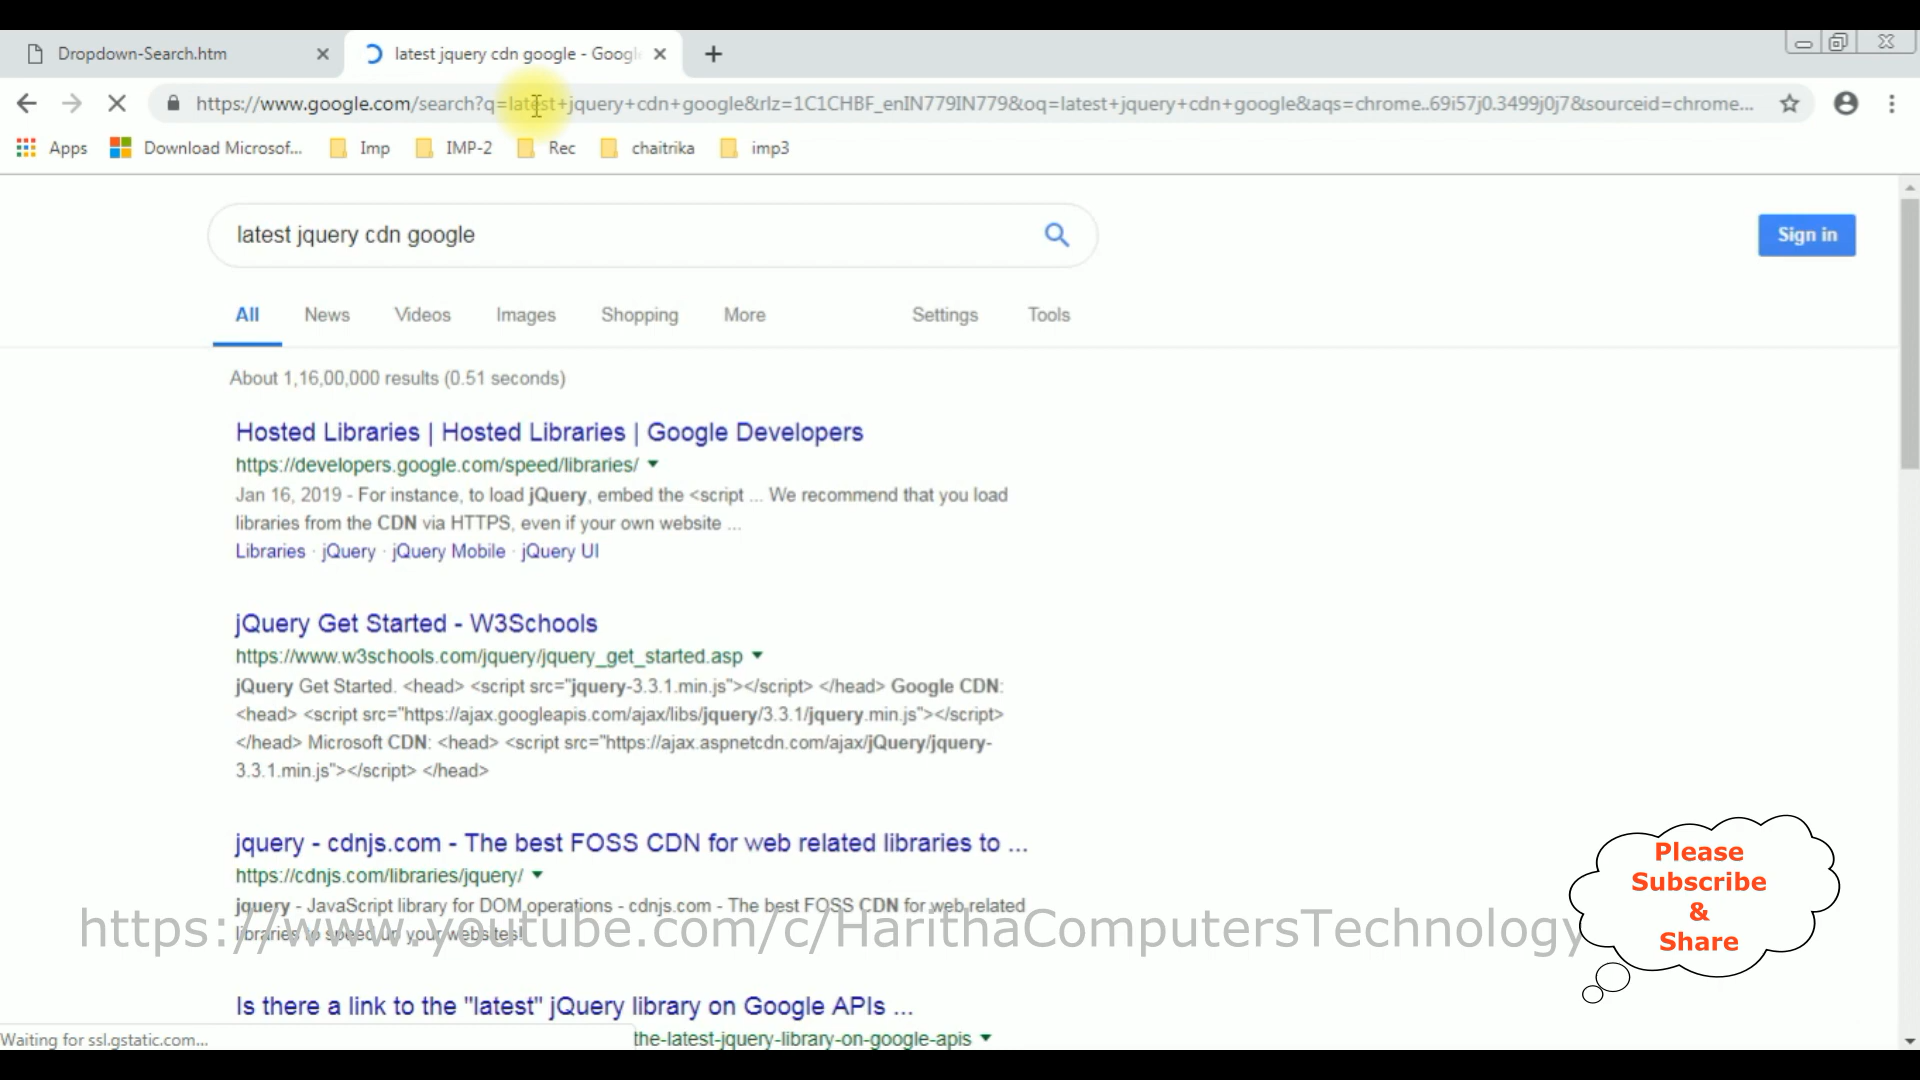 Dropdown-Search.htm
latest jquery cdn google - Googl
https://www.google.com/search?q=latest+jquery+cdn+google&rlz=1C1CHBF_enIN779IN779&oq=latest+jquery+cdn+google&aqs=chrome..69i57j0.3499j0j7&sourceid=chrome...
Apps Download Microsof... Imp IMP-2 Rec chaitrika imp3
latest jquery cdn google
Sign in
All News Videos Images Shopping More Settings Tools
About 1,16,00,000 results (0.51 seconds)
Hosted Libraries | Hosted Libraries | Google Developers
https://developers.google.com/speed/libraries/
Jan 16, 2019 - For instance, to load jQuery, embed the <script ... We recommend that you load
libraries from the CDN via HTTPS, even if your own website ...
Libraries · jQuery · jQuery Mobile · jQuery UI
jQuery Get Started - W3Schools
https://www.w3schools.com/jquery/jquery_get_started.asp
jQuery Get Started. <head> <script src="jquery-3.3.1.min.js"></script> </head> Google CDN:
<head> <script src="https://ajax.googleapis.com/ajax/libs/jquery/3.3.1/jquery.min.js"></script>
</head> Microsoft CDN: <head> <script src="https://ajax.aspnetcdn.com/ajax/jQuery/jquery-
3.3.1.min.js"></script> </head>
jquery - cdnjs.com - The best FOSS CDN for web related libraries to ...
https://cdnjs.com/libraries/jquery/
jquery - JavaScript library for DOM operations - cdnjs.com - The best FOSS CDN for web related
libraries to speed up your websites!
https://www.youtube.com/c/HarithaComputersTechnology
Please
Subscribe
&
Share
Is there a link to the "latest" jQuery library on Google APIs ...
the-latest-jquery-library-on-google-apis
Waiting for ssl.gstatic.com...